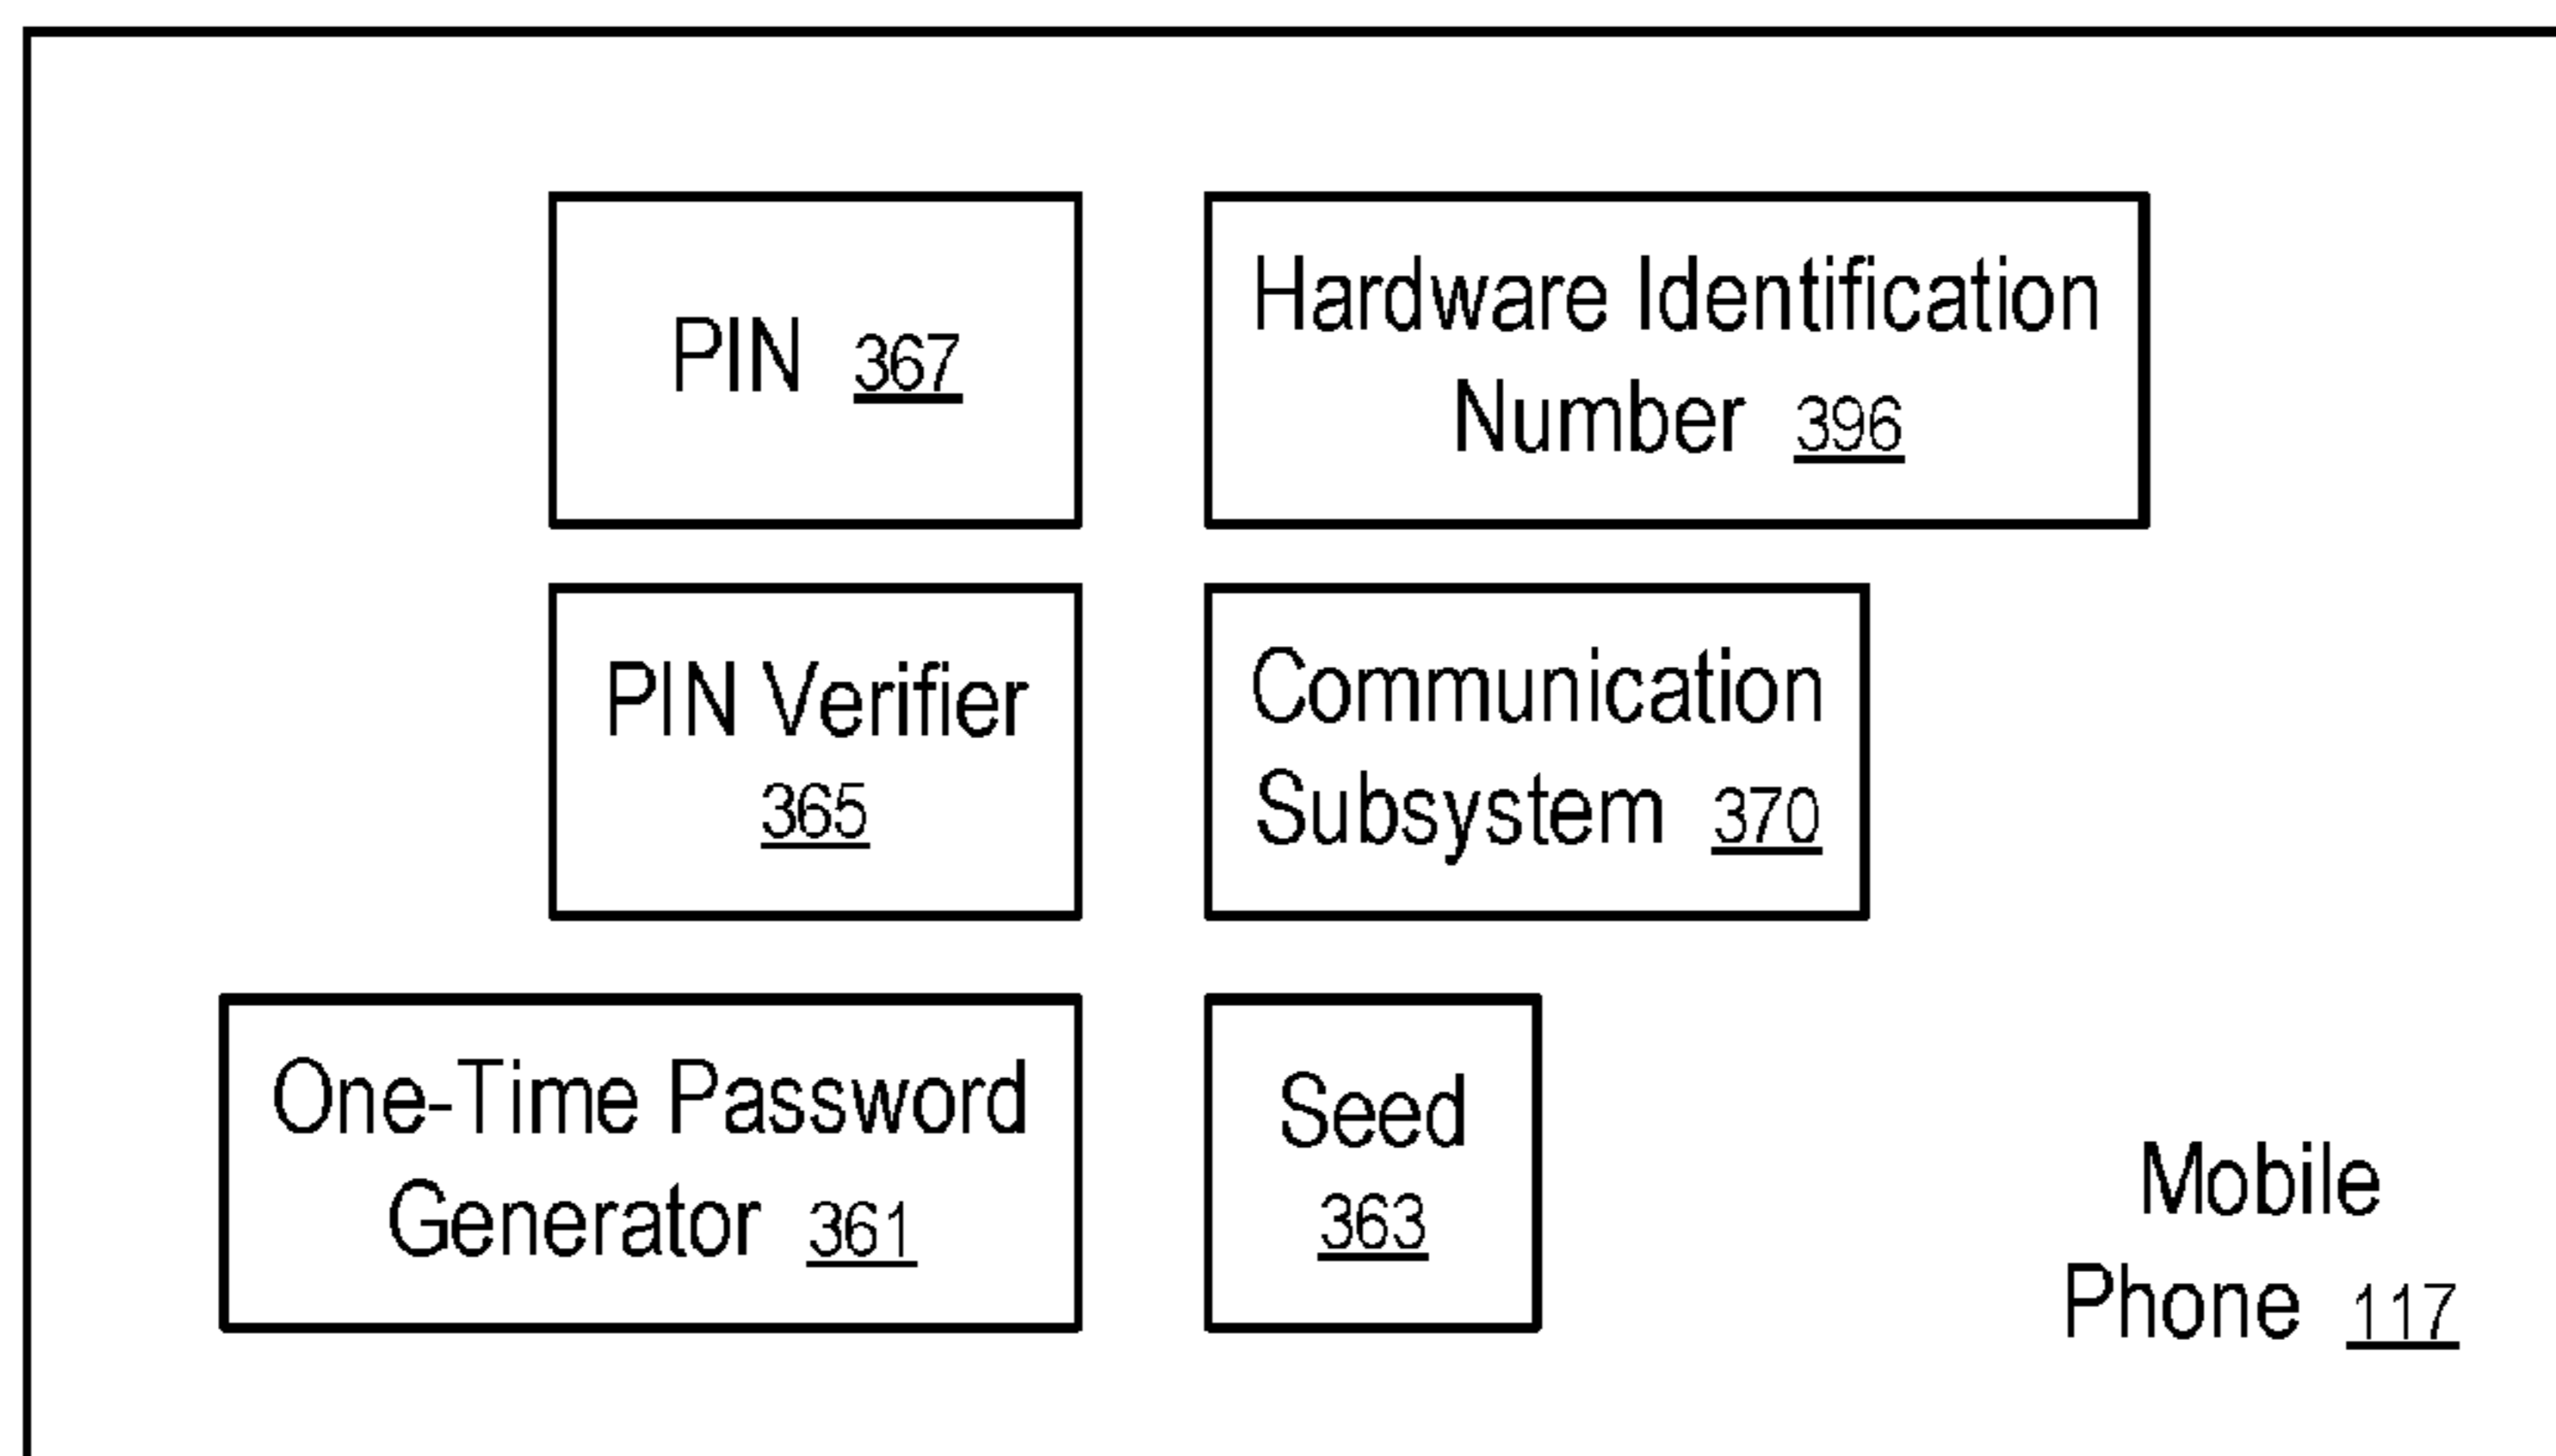 PIN 367
Hardware Identification
Number 396
PIN Verifier
365
Communication
Subsystem 370
One-Time Password
Generator 361
Seed
363
Mobile
Phone 117